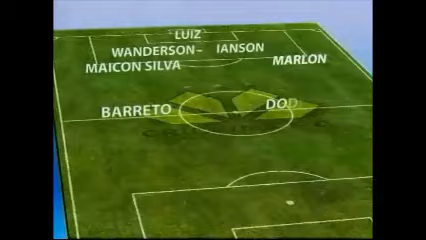 LUIZ
WANDERSON- IANSON
MAICON SILVA MARLON
BARRETO DOD